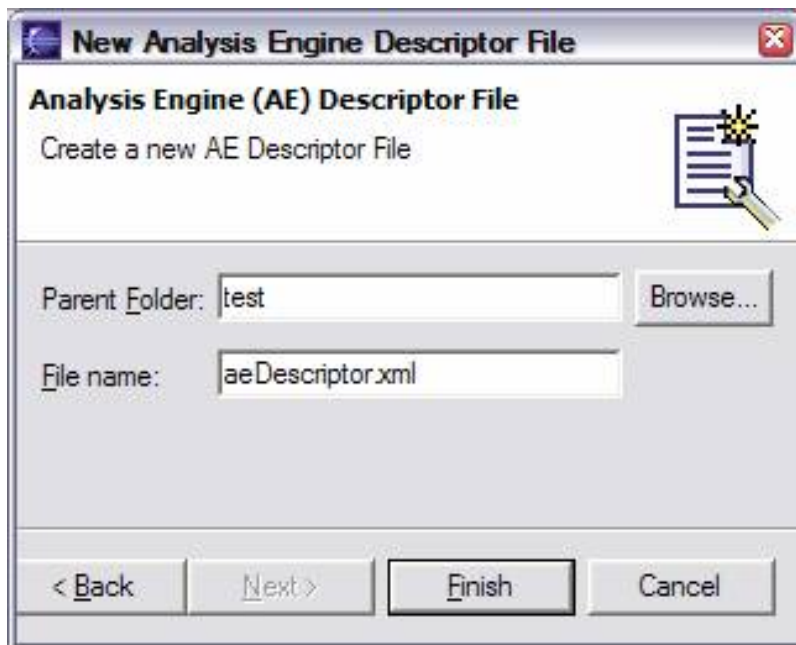 New Analysis Engine Descriptor File
Analysis Engine (AE) Descriptor File
Create a new AE Descriptor File
Parent Folder: test Browse...
File name: aeDescriptor.xml
< Back Next > Finish Cancel